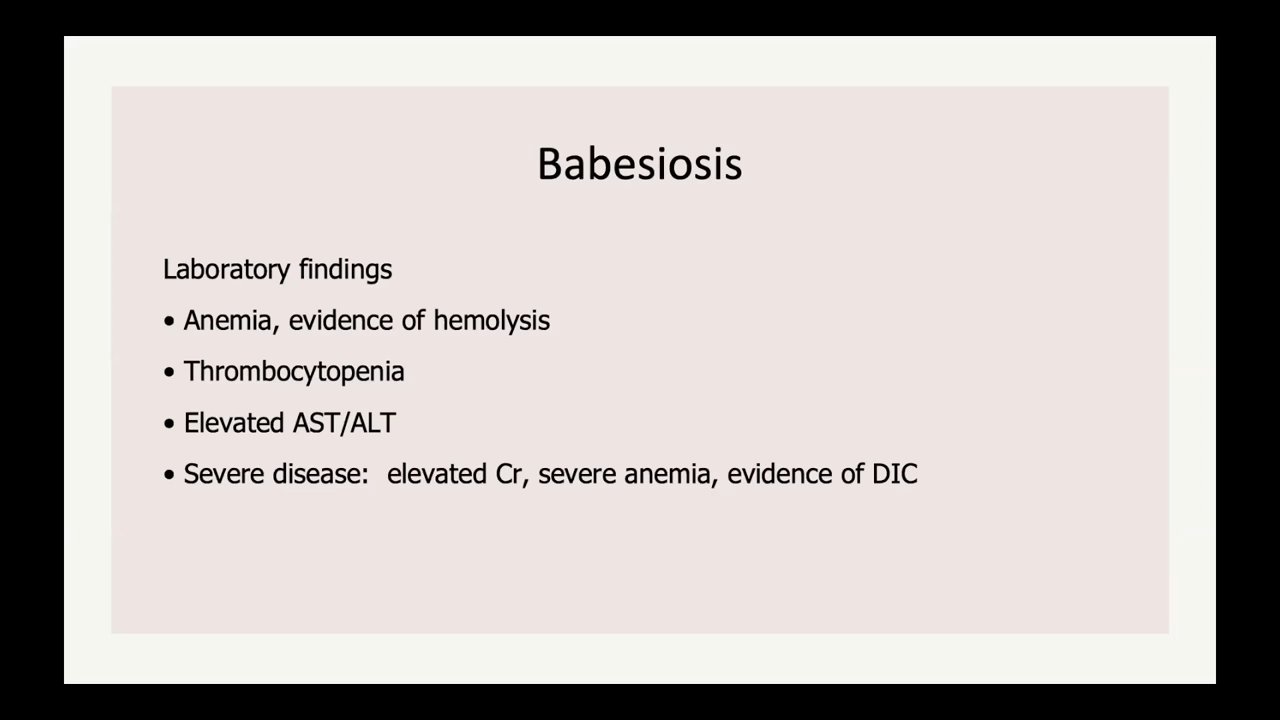 Babesiosis
Laboratory findings
• Anemia, evidence of hemolysis
• Thrombocytopenia
• Elevated AST/ALT
• Severe disease:  elevated Cr, severe anemia, evidence of DIC